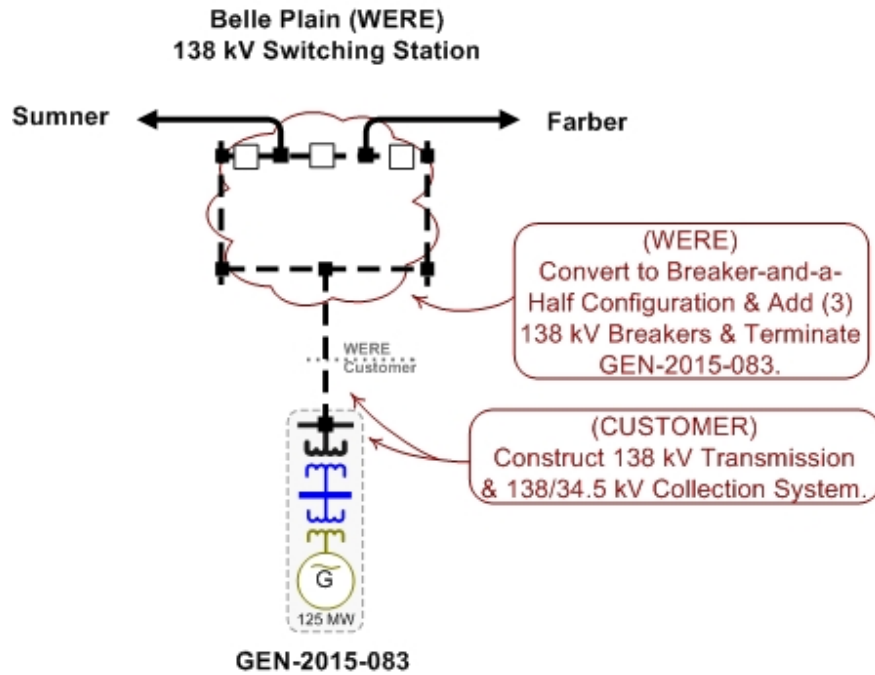 Belle Plain (WERE)
138 kV Switching Station
Sumner
Farber
(WERE)
Convert to Breaker-and-a-
Half Configuration & Add (3)
138 kV Breakers & Terminate
GEN-2015-083.
WERE
Customer
(CUSTOMER)
Construct 138 kV Transmission
& 138/34.5 kV Collection System.
G
125 MW
GEN-2015-083